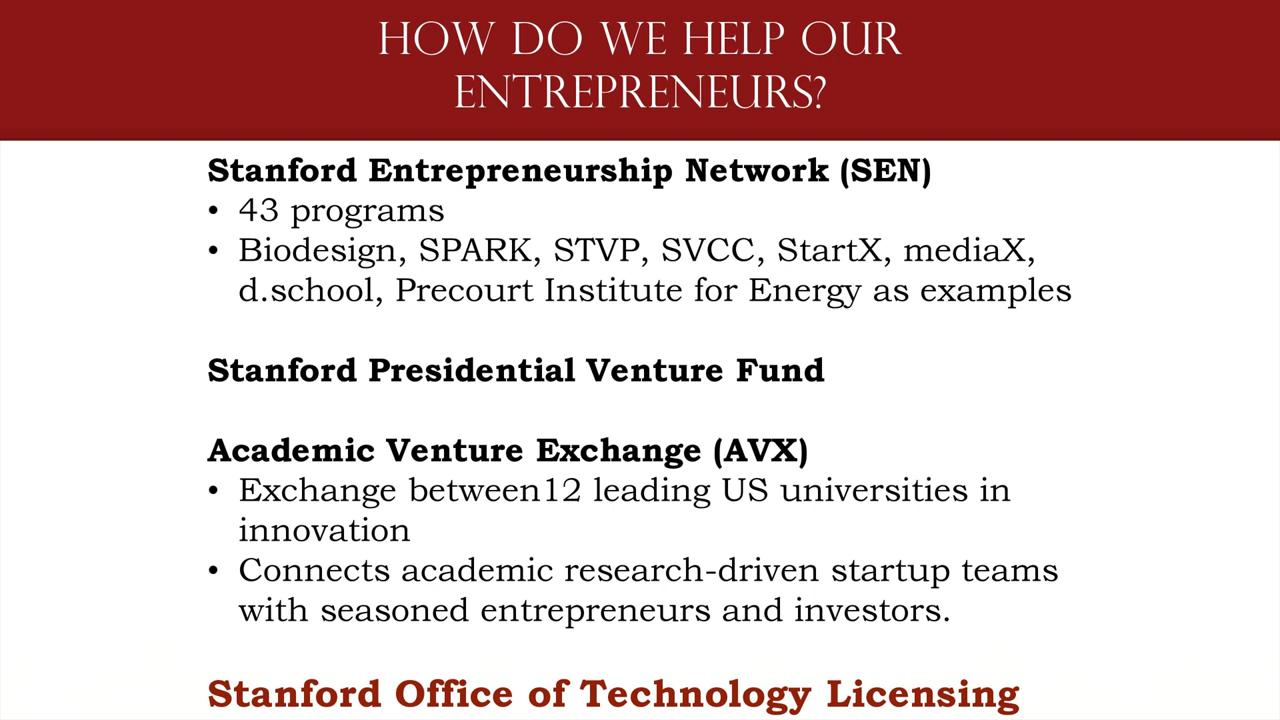 HOW DO WE HELP OUR
ENTREPRENEURS?
Stanford Entrepreneurship Network (SEN)
• 43 programs
• Biodesign, SPARK, STVP, SVCC, StartX, mediaX,
d.school, Precourt Institute for Energy as examples
Stanford Presidential Venture Fund
Academic Venture Exchange (AVX)
• Exchange between12 leading US universities in
innovation
• Connects academic research-driven startup teams
with seasoned entrepreneurs and investors.
Stanford Office of Technology Licensing